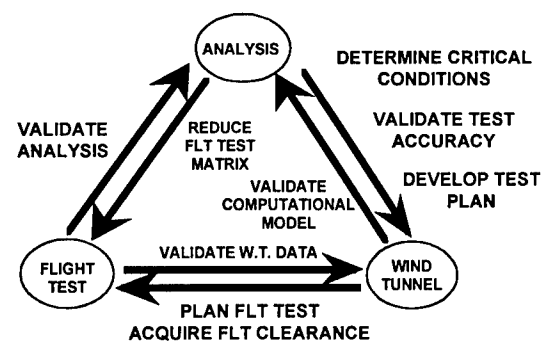 ANALYSIS
DETERMINE CRITICAL
CONDITIONS
VALIDATE TEST
ACCURACY
DEVELOP TEST
PLAN
VALIDATE
ANALYSIS
REDUCE
FLT TEST
MATRIX
VALIDATE
COMPUTATIONAL
MODEL
FLIGHT
TEST
VALIDATE W.T. DATA
WIND
TUNNEL
PLAN FLT TEST
ACQUIRE FLT CLEARANCE